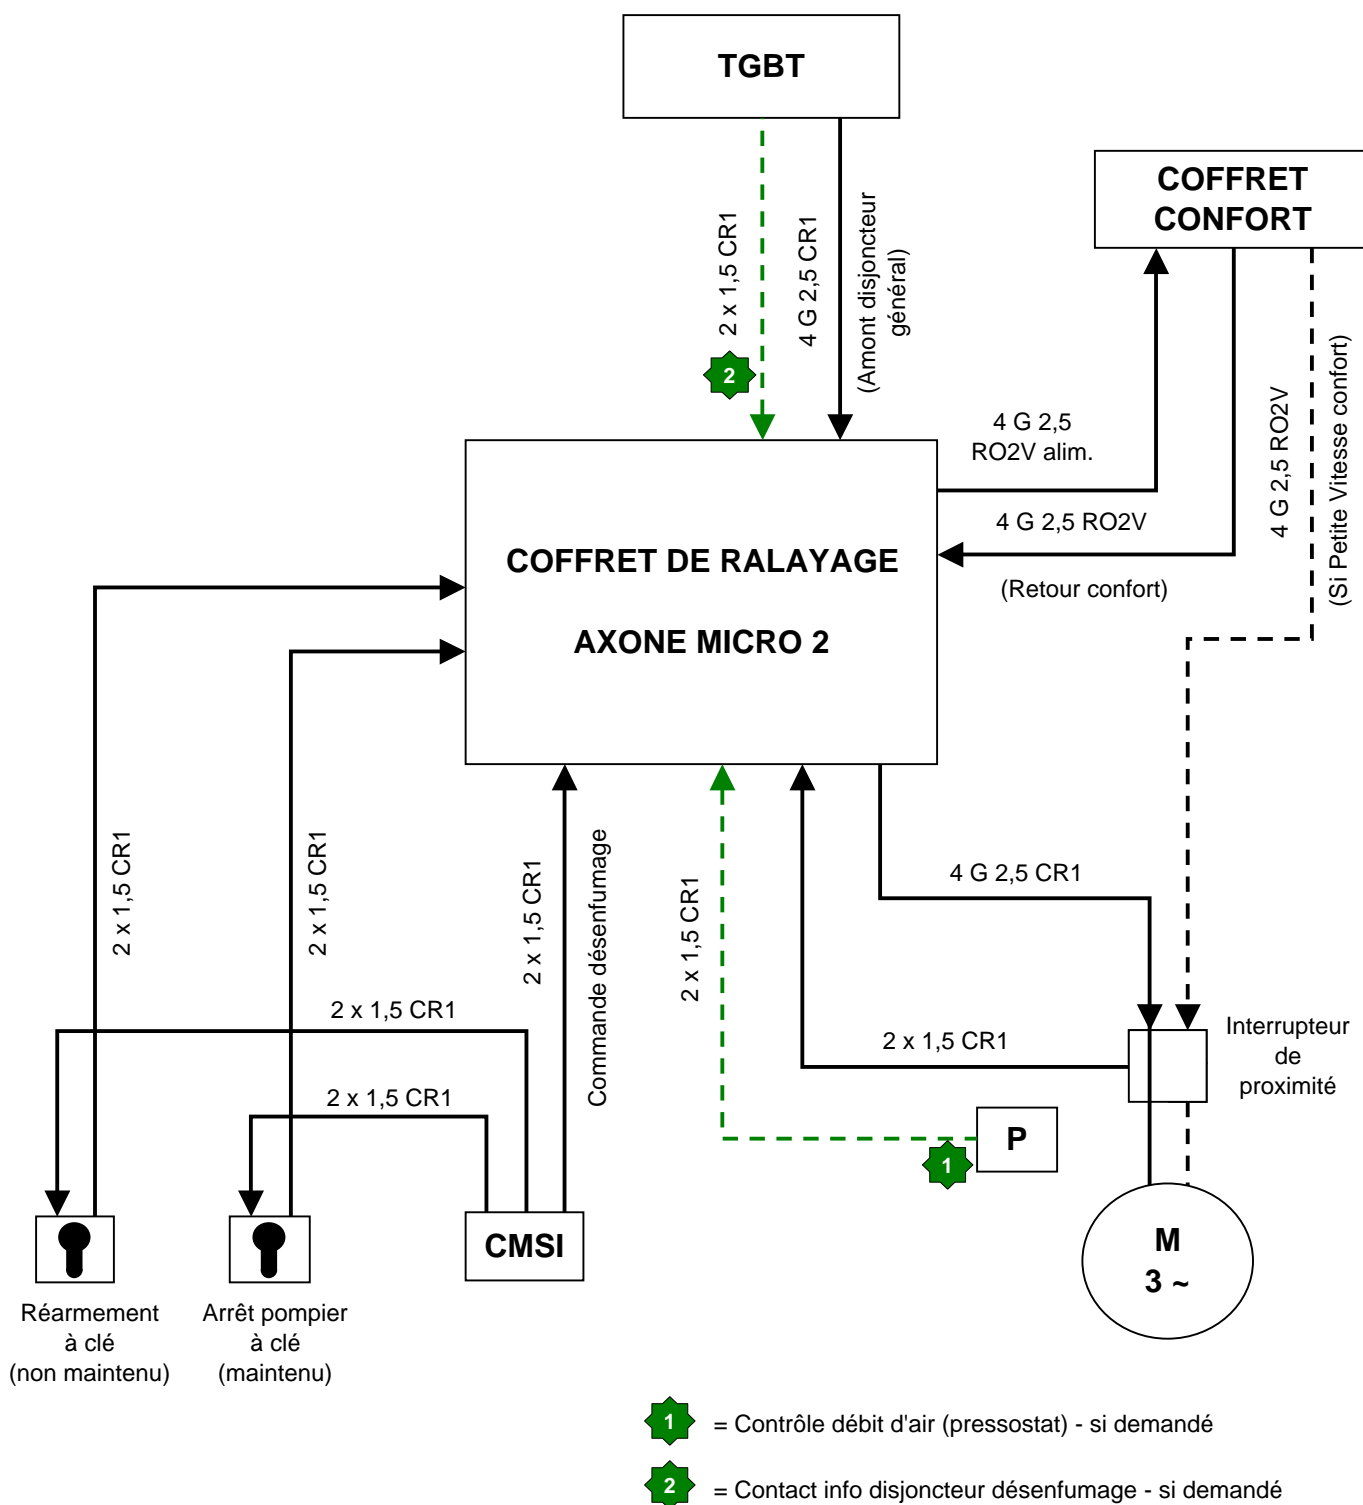 TGBT
COFFRET
CONFORT
2 x 1,5 CR1
4 G 2,5 CR1
(Amont disjoncteur
général)
2
4 G 2,5
RO2V alim.
4 G 2,5 RO2V
(Retour confort)
4 G 2,5 RO2V
(Si Petite Vitesse confort)
COFFRET DE RALAYAGE
AXONE MICRO 2
2 x 1,5 CR1
2 x 1,5 CR1
2 x 1,5 CR1
Commande désenfumage
2 x 1,5 CR1
4 G 2,5 CR1
2 x 1,5 CR1
2 x 1,5 CR1
2 x 1,5 CR1
Interrupteur
de
proximité
P
1
CMSI
M
3 ~
Réarmement
à clé
(non maintenu)
Arrêt pompier
à clé
(maintenu)
1 = Contrôle débit d'air (pressostat) - si demandé
2 = Contact info disjoncteur désenfumage - si demandé